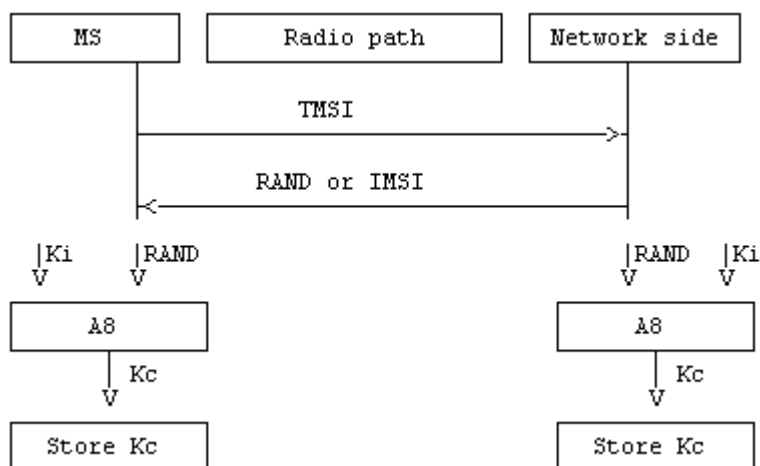 MS Radio path Network side
TMSI
RAND or IMSI
Ki RAND RAND Ki
A8 A8
Kc Kc
Store Kc Store Kc